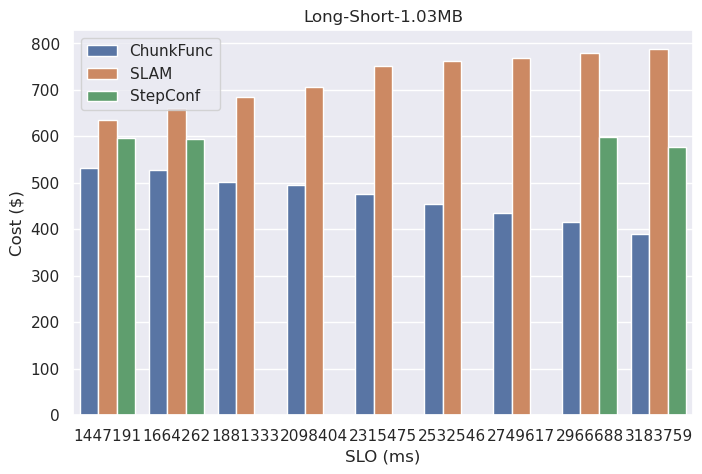 Long-Short-1.03MB
ChunkFunc
SLAM
StepConf
Cost ($)
800
700
600
500
400
300
200
100
0
1447191 1664262 1881333 2098404 2315475 2532546 2749617 2966688 3183759
SLO (ms)